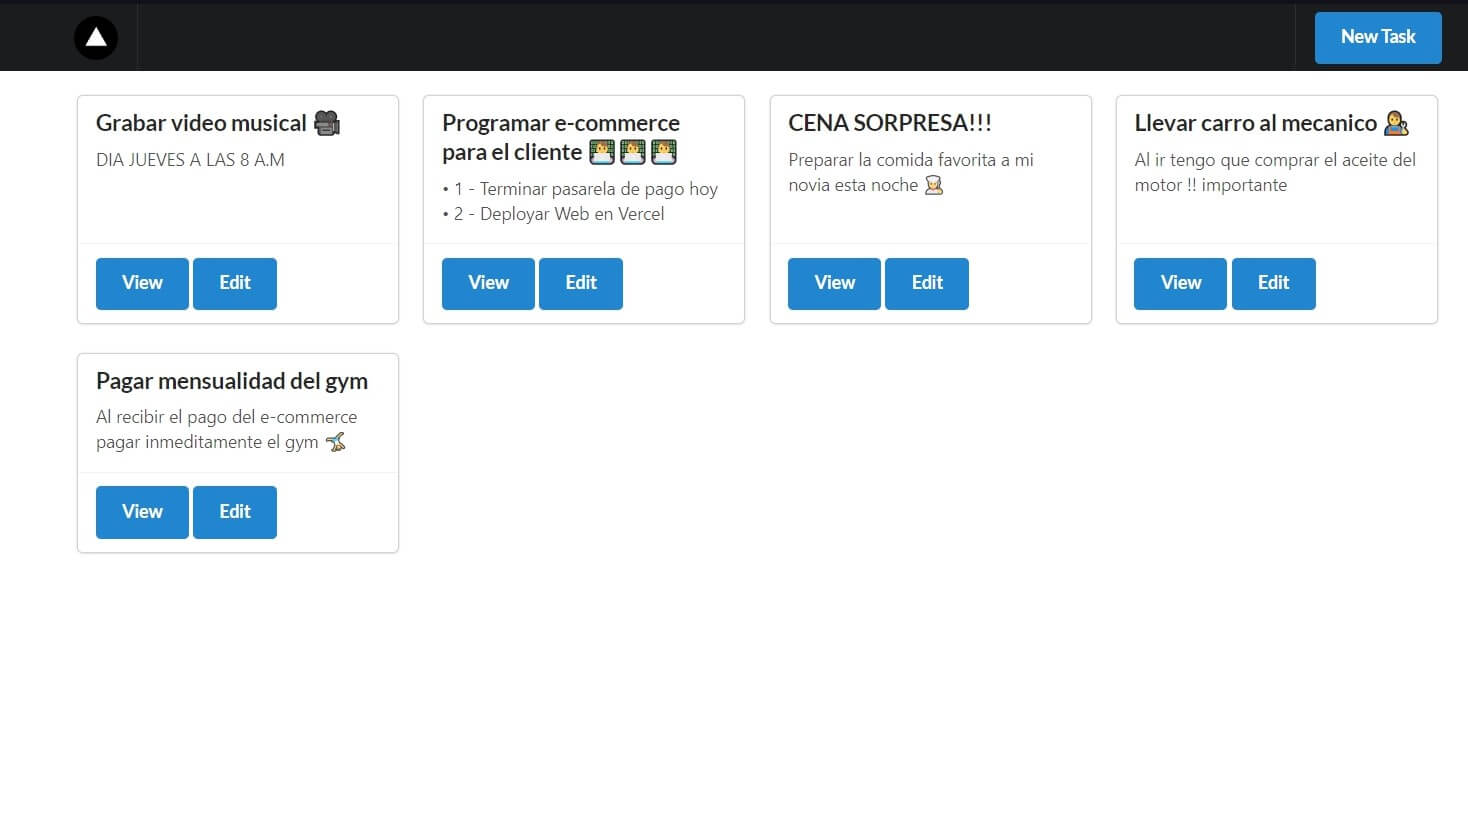 New Task
Grabar video musical 🎥
DIA JUEVES A LAS 8 A.M
View Edit
Programar e-commerce
para el cliente 👨‍💻👨‍💻👨‍💻
• 1 - Terminar pasarela de pago hoy
• 2 - Deployar Web en Vercel
View Edit
CENA SORPRESA!!!
Preparar la comida favorita a mi
novia esta noche 👨‍🍳
View Edit
Llevar carro al mecanico 👨‍🔧
Al ir tengo que comprar el aceite del
motor !! importante
View Edit
Pagar mensualidad del gym
Al recibir el pago del e-commerce
pagar inmeditamente el gym 🤸‍♂️
View Edit